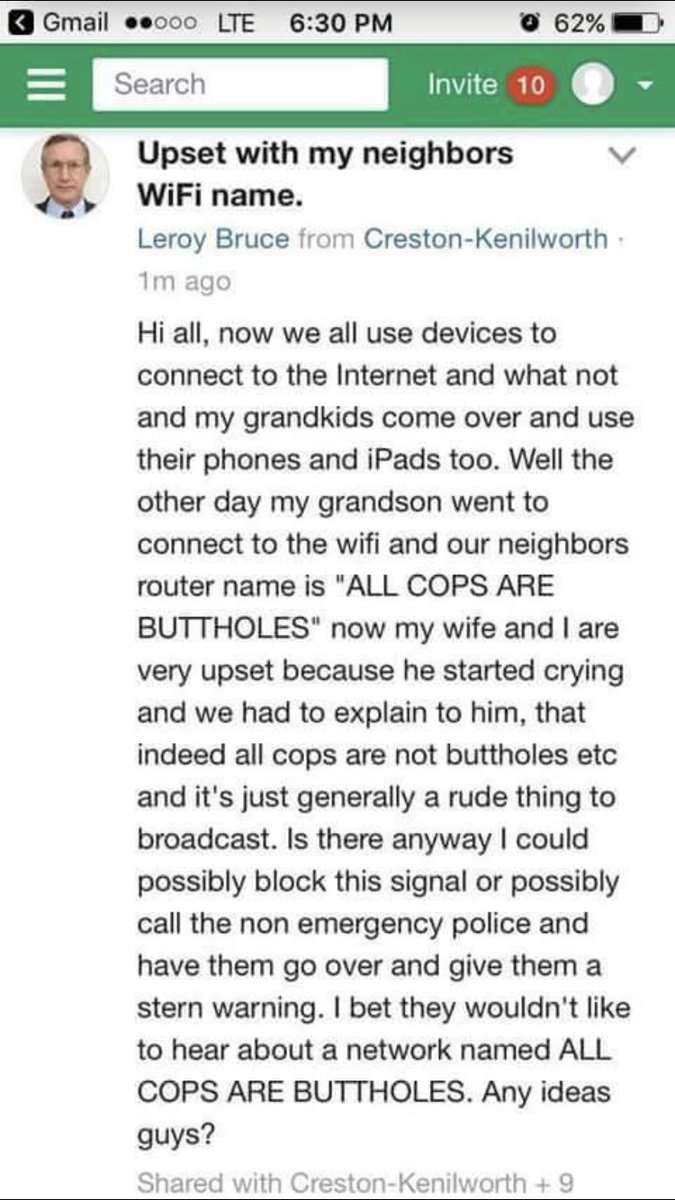 Gmail LTE 6:30 PM 62%
Search Invite 10
Upset with my neighbors
WiFi name.
Leroy Bruce from Creston-Kenilworth ·
1m ago
Hi all, now we all use devices to
connect to the Internet and what not
and my grandkids come over and use
their phones and iPads too. Well the
other day my grandson went to
connect to the wifi and our neighbors
router name is "ALL COPS ARE
BUTTHOLES" now my wife and I are
very upset because he started crying
and we had to explain to him, that
indeed all cops are not buttholes etc
and it's just generally a rude thing to
broadcast. Is there anyway I could
possibly block this signal or possibly
call the non emergency police and
have them go over and give them a
stern warning. I bet they wouldn't like
to hear about a network named ALL
COPS ARE BUTTHOLES. Any ideas
guys?
Shared with Creston-Kenilworth + 9